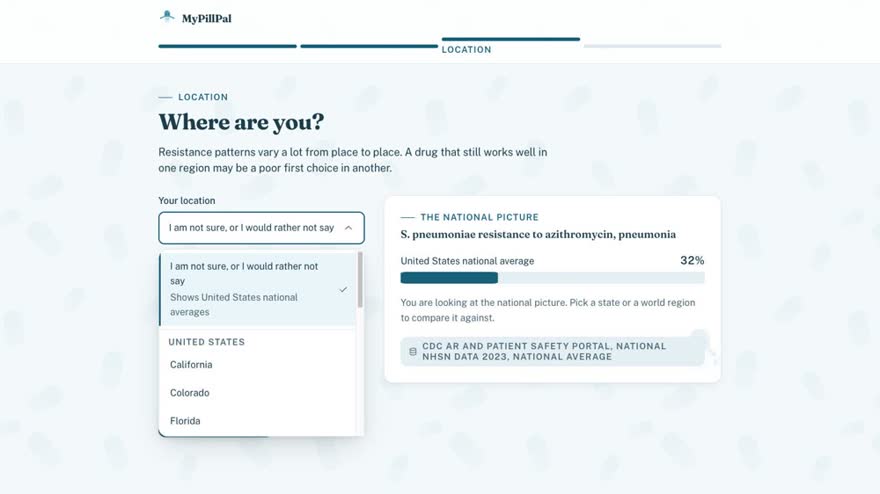 MyPillPal
LOCATION
LOCATION
Where are you?
Resistance patterns vary a lot from place to place. A drug that still works well in
one region may be a poor first choice in another.
Your location
I am not sure, or I would rather not say
I am not sure, or I would rather not
say
Shows United States national
averages
UNITED STATES
California
Colorado
Florida
THE NATIONAL PICTURE
S. pneumoniae resistance to azithromycin, pneumonia
United States national average 32%
You are looking at the national picture. Pick a state or a world region
to compare it against.
CDC AR AND PATIENT SAFETY PORTAL, NATIONAL
NHSN DATA 2023, NATIONAL AVERAGE